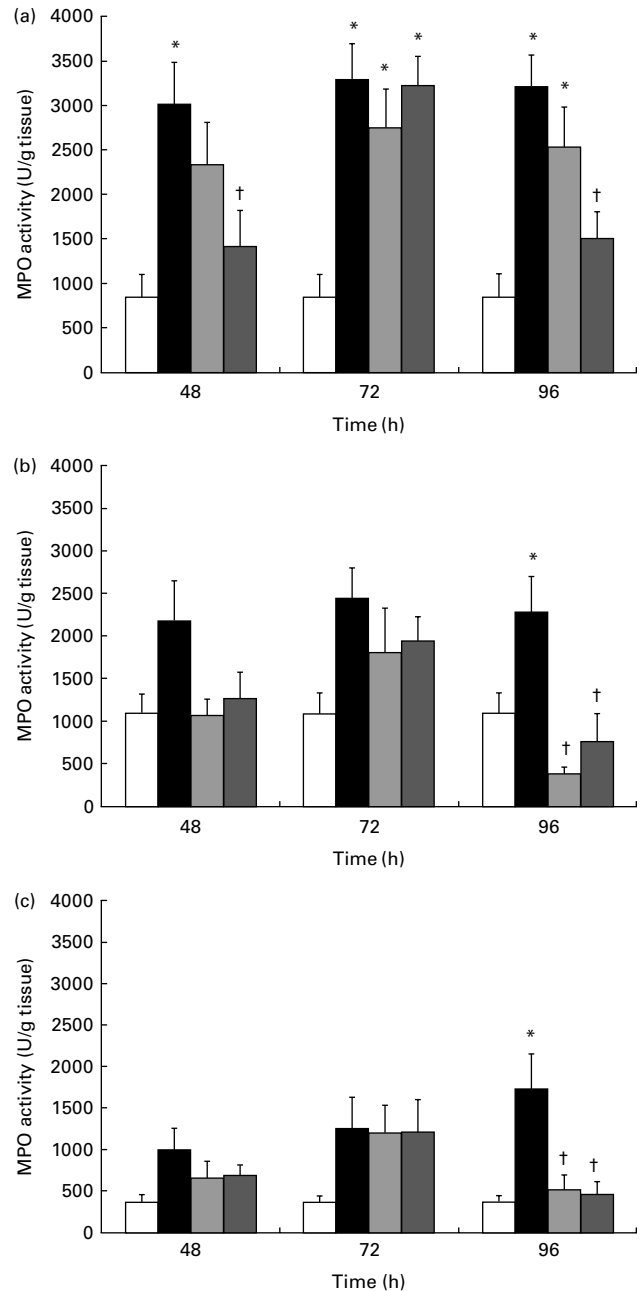 (a)
4000
3500
3000
2500
2000
1500
1000
500
0
MPO activity (U/g tissue)
* * * * * *
† †
48 72 96
Time (h)
(b)
4000
3500
3000
2500
2000
1500
1000
500
0
MPO activity (U/g tissue)
*
† †
48 72 96
Time (h)
(c)
4000
3500
3000
2500
2000
1500
1000
500
0
MPO activity (U/g tissue)
*
† †
48 72 96
Time (h)